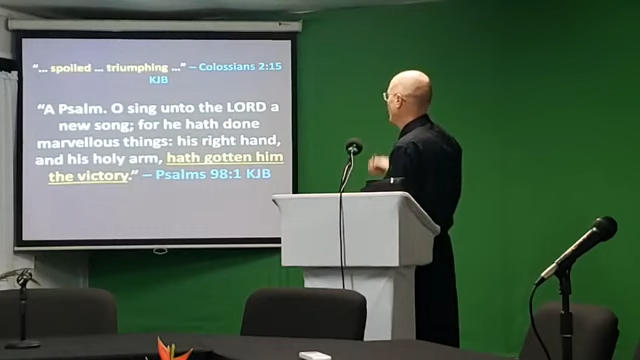 “... spoiled ... triumphing ...” – Colossians 2:15
KJB
“A Psalm. O sing unto the LORD a
new song; for he hath done
marvellous things: his right hand,
and his holy arm, hath gotten him
the victory.” – Psalms 98:1 KJB